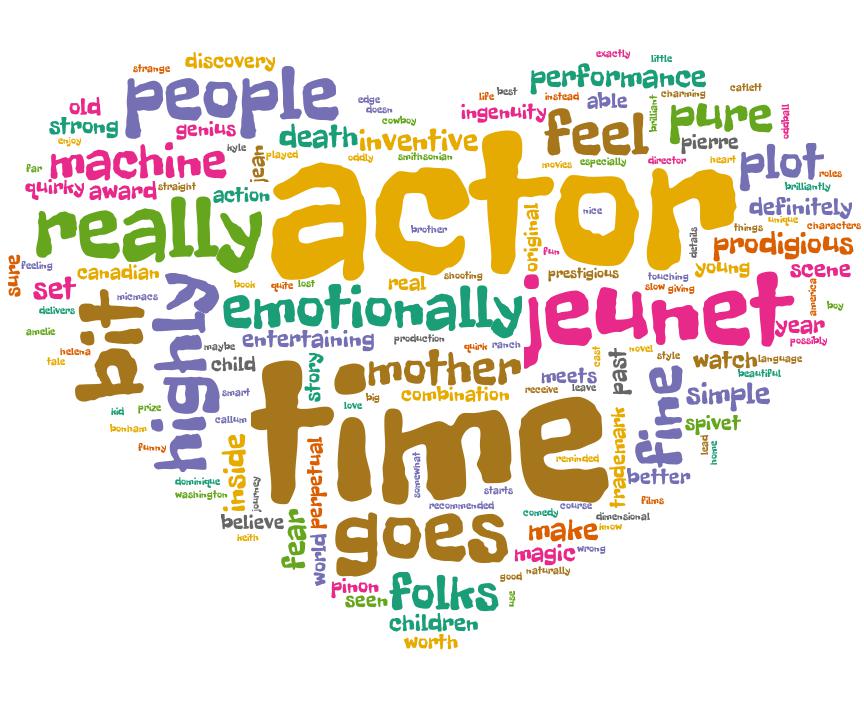 exactly
little
strange
discovery
performance
catlett
people
edge
doesn
life
best
instead
able
charming
old
cowboy
ingenuity
brilliant
pure
oddball
strong
genius
death
inventive
feel
pierre
enjoy
kyle
jean
played
oddly
smithsonian
movies
especially
director
heart
plot
roles
far
machine
actor
brilliantly
quirky
award
straight
action
definitely
really
brother
original
nice
fun
details
unique
things
characters
prodigious
sure
feeling
canadian
book
quite
lost
real
shooting
prestigious
touching
young
scene
set
micmacs
highly
slow
giving
america
boy
delivers
bit
emotionally
jeunet
year
amelie
possibly
helena
tale
maybe
entertaining
production
quirk
ranch
cast
novel
style
watch
language
child
story
mother
past
beautiful
smart
big
combination
meets
receive
leave
fine
simple
kid
prize
love
time
bonham
callum
trademark
spivet
funny
inside
perpetual
somewhat
reminded
lead
home
dominique
washington
journey
starts
better
films
believe
recommended
comedy
course
dimensional
keith
fear
world
goes
make
know
magic
wrong
pinon
seen
folks
good
naturally
use
children
worth